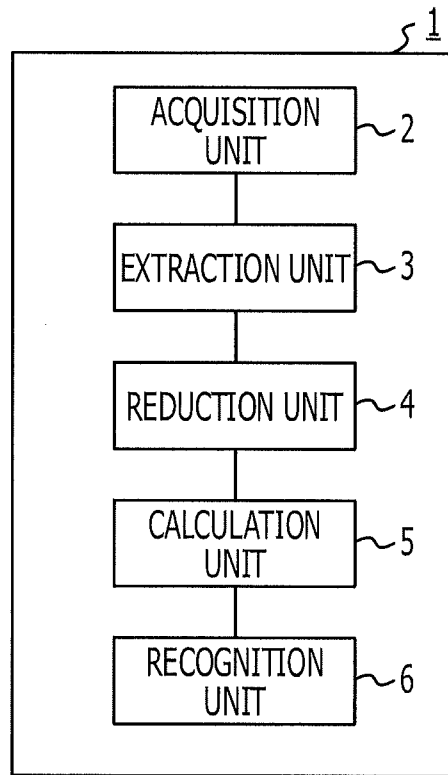 1
ACQUISITION
UNIT
2
EXTRACTION UNIT
3
REDUCTION UNIT
4
CALCULATION
UNIT
5
RECOGNITION
UNIT
6